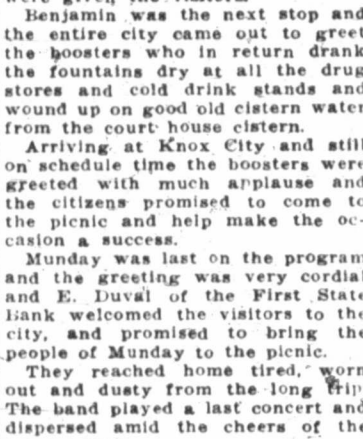 Benjamin was the next stop and
the entire city came out to greet
the boosters who in return drank
the fountains dry at all the drug
stores and cold drink stands and
wound up on good old cistern water
from the court house cistern.
Arriving at Knox City and still
on schedule time the boosters were
greeted with much applause and
the citizens promised to come to
the picnic and help make the oc-
casion a success.
Munday was last on the program
and the greeting was very cordial
and E. Duval of the First State
Bank welcomed the visitors to the
city, and promised to bring the
people of Munday to the picnic.
They reached home tired, worn
out and dusty from the long trip
The band played a last concert and
dispersed amid the cheers of the